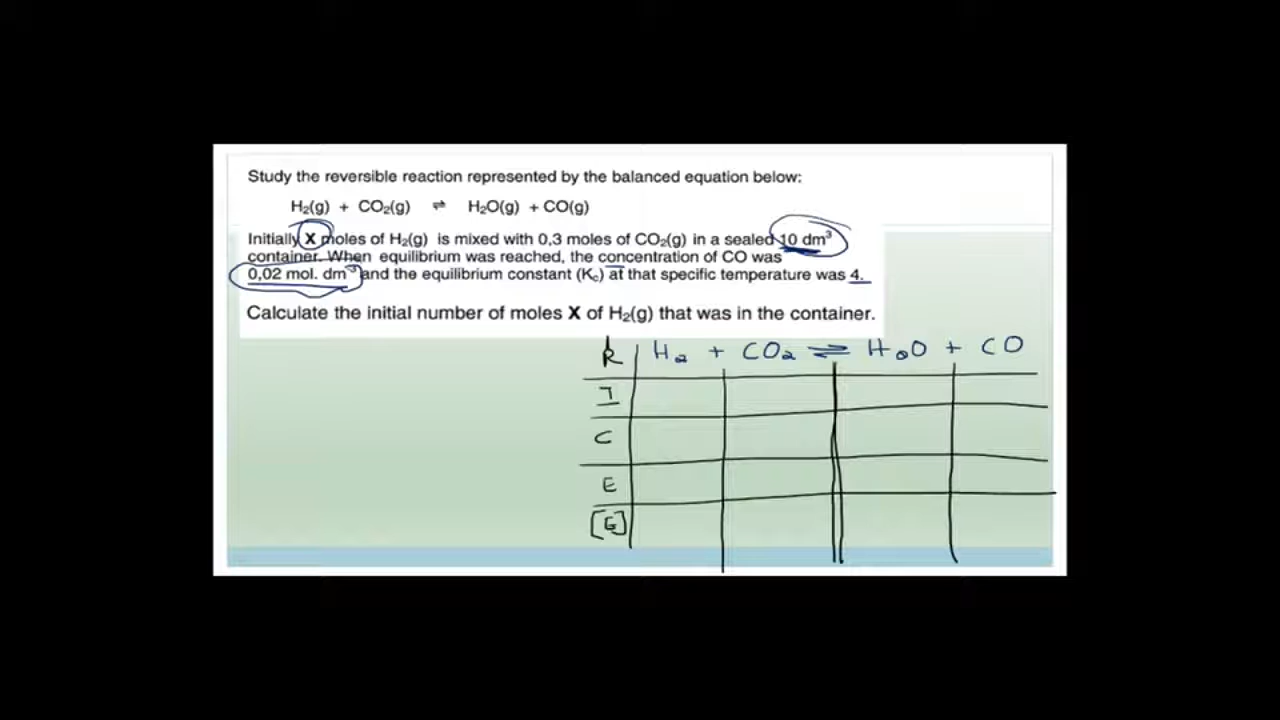 Study the reversible reaction represented by the balanced equation below:
H₂(g) + CO₂(g) ⇌ H₂O(g) + CO(g)
Initially X moles of H₂(g) is mixed with 0,3 moles of CO₂(g) in a sealed 10 dm³
container. When equilibrium was reached, the concentration of CO was
0,02 mol. dm⁻³ and the equilibrium constant (Kc) at that specific temperature was 4.
Calculate the initial number of moles X of H₂(g) that was in the container.
R H₂ + CO₂ ⇌ H₂O + CO
I
C
E
[E]